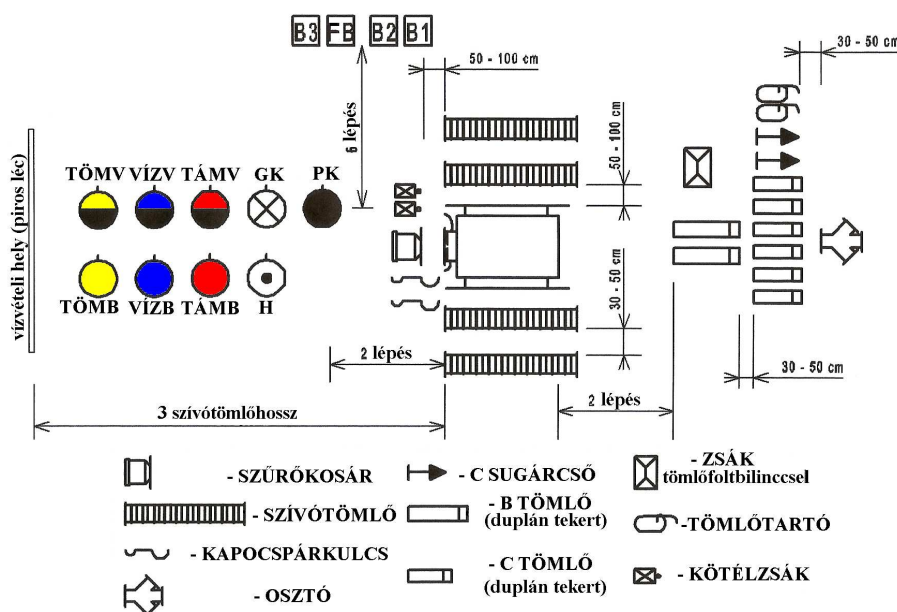 B3 FB B2 B1
30 - 50 cm
50 - 100 cm
6 lépés
50 - 100 cm
TÖMV VÍZV TÁMV GK PK
vízvételi hely (piros léc)
TÖMB VÍZB TÁMB H
30 - 50 cm
2 lépés
30 - 50 cm
3 szívótömlőhossz
2 lépés
- SZŰRŐKOSÁR
- C SUGÁRCSŐ
- ZSÁK
tömlőfoltbilinccsel
- SZÍVÓTÖMLŐ
- B TÖMLŐ
(duplán tekert)
-TÖMLŐTARTÓ
- KAPOCSPÁRKULCS
- OSZTÓ
- C TÖMLŐ
(duplán tekert)
- KÖTÉLZSÁK